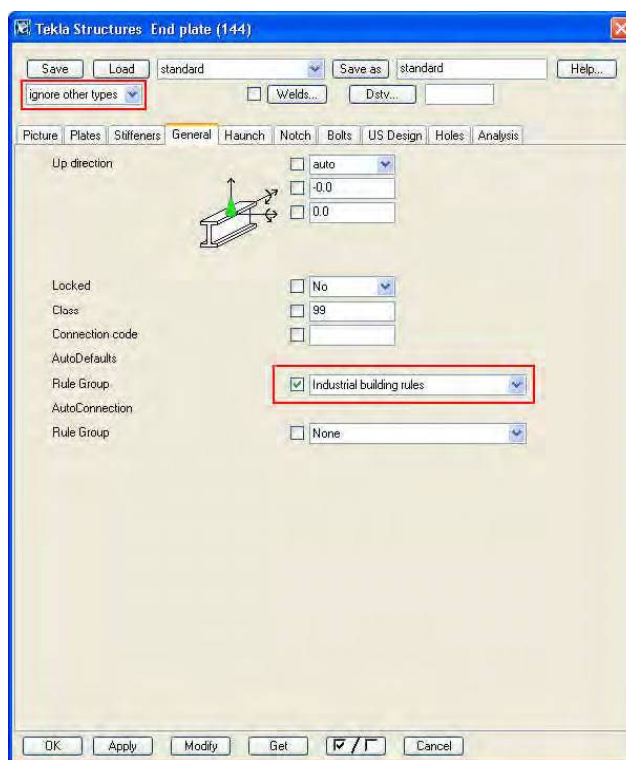 Tekla Structures End plate (144)
Save Load standard Save as standard Help...
ignore other types Welds... Dstv...
Picture Plates Stiffeners General Haunch Notch Bolts US Design Holes Analysis
Up direction auto
-0.0
0.0
Locked No
Class 99
Connection code
AutoDefaults
Rule Group Industrial building rules
AutoConnection
Rule Group None
OK Apply Modify Get / Cancel